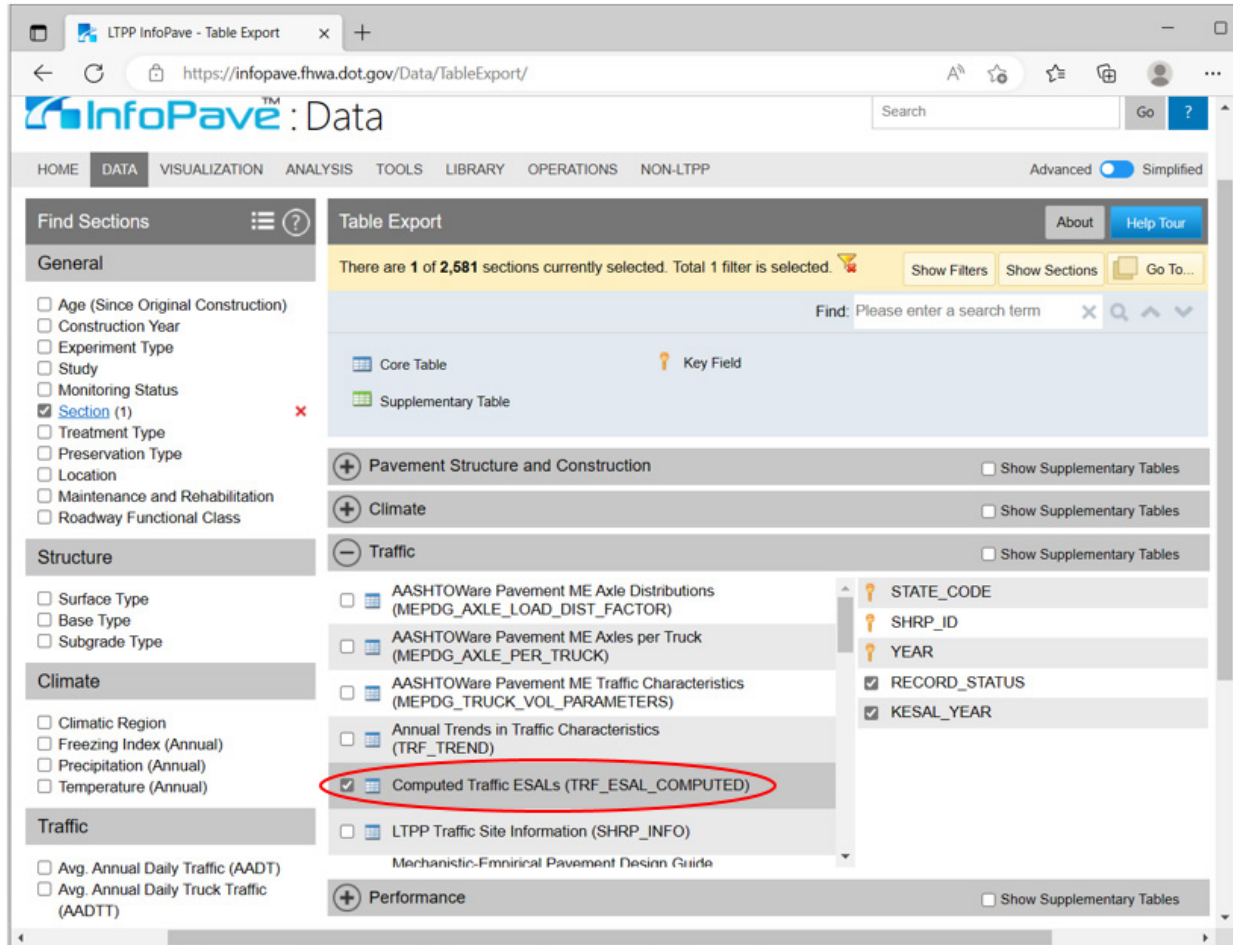 LTPP InfoPave - Table Export
https://infopave.fhwa.dot.gov/Data/TableExport/
InfoPave™: Data
Search
Go
?
HOME DATA VISUALIZATION ANALYSIS TOOLS LIBRARY OPERATIONS NON-LTPP
Advanced Simplified
Find Sections
General
Age (Since Original Construction)
Construction Year
Experiment Type
Study
Monitoring Status
Section (1)
Treatment Type
Preservation Type
Location
Maintenance and Rehabilitation
Roadway Functional Class
Structure
Surface Type
Base Type
Subgrade Type
Climate
Climatic Region
Freezing Index (Annual)
Precipitation (Annual)
Temperature (Annual)
Traffic
Avg. Annual Daily Traffic (AADT)
Avg. Annual Daily Truck Traffic
(AADTT)
Table Export
About
Help Tour
There are 1 of 2,581 sections currently selected. Total 1 filter is selected.
Show Filters
Show Sections
Go To...
Find: Please enter a search term
Core Table
Key Field
Supplementary Table
Pavement Structure and Construction
Show Supplementary Tables
Climate
Show Supplementary Tables
Traffic
Show Supplementary Tables
AASHTOWare Pavement ME Axle Distributions
(MEPDG_AXLE_LOAD_DIST_FACTOR)
AASHTOWare Pavement ME Axles per Truck
(MEPDG_AXLE_PER_TRUCK)
AASHTOWare Pavement ME Traffic Characteristics
(MEPDG_TRUCK_VOL_PARAMETERS)
Annual Trends in Traffic Characteristics
(TRF_TREND)
Computed Traffic ESALs (TRF_ESAL_COMPUTED)
LTPP Traffic Site Information (SHRP_INFO)
Mechanistic-Empirical Pavement Design Guide
STATE_CODE
SHRP_ID
YEAR
RECORD_STATUS
KESAL_YEAR
Performance
Show Supplementary Tables